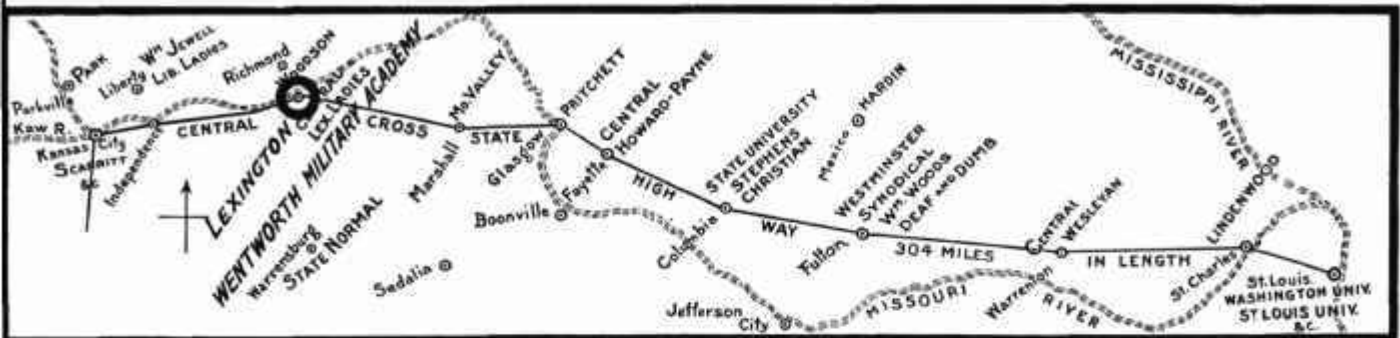 PARK
Parkville
Kaw R.
Liberty Wm JEWELL
LIB. LADIES
Kansas City
SCARRITT
&C
Independence
CENTRAL
Richmond
WOODSON
LEXINGTON
CENTRAL
LEX. LADIES
WENTWORTH MILITARY ACADEMY
Warrensburg
STATE NORMAL
CROSS
MO. VALLEY
Marshall
STATE
Sedalia
PRITCHETT
Glasgow
CENTRAL
HOWARD-PAYNE
Fayette
Boonville
HIGH
STATE UNIVERSITY
STEPHENS
CHRISTIAN
Columbia
WAY
Jefferson
City
HARDIN
Mexico
WESTMINSTER
SYNODICAL
Wm WOODS
DEAF AND DUMB
Fulton
304 MILES
MISSOURI
RIVER
CENTRAL
WESLEYAN
Warrenton
IN LENGTH
MISSISSIPPI RIVER
LINDENWOOD
St. Charles
St. Louis
WASHINGTON UNIV.
ST LOUIS UNIV.
&C.